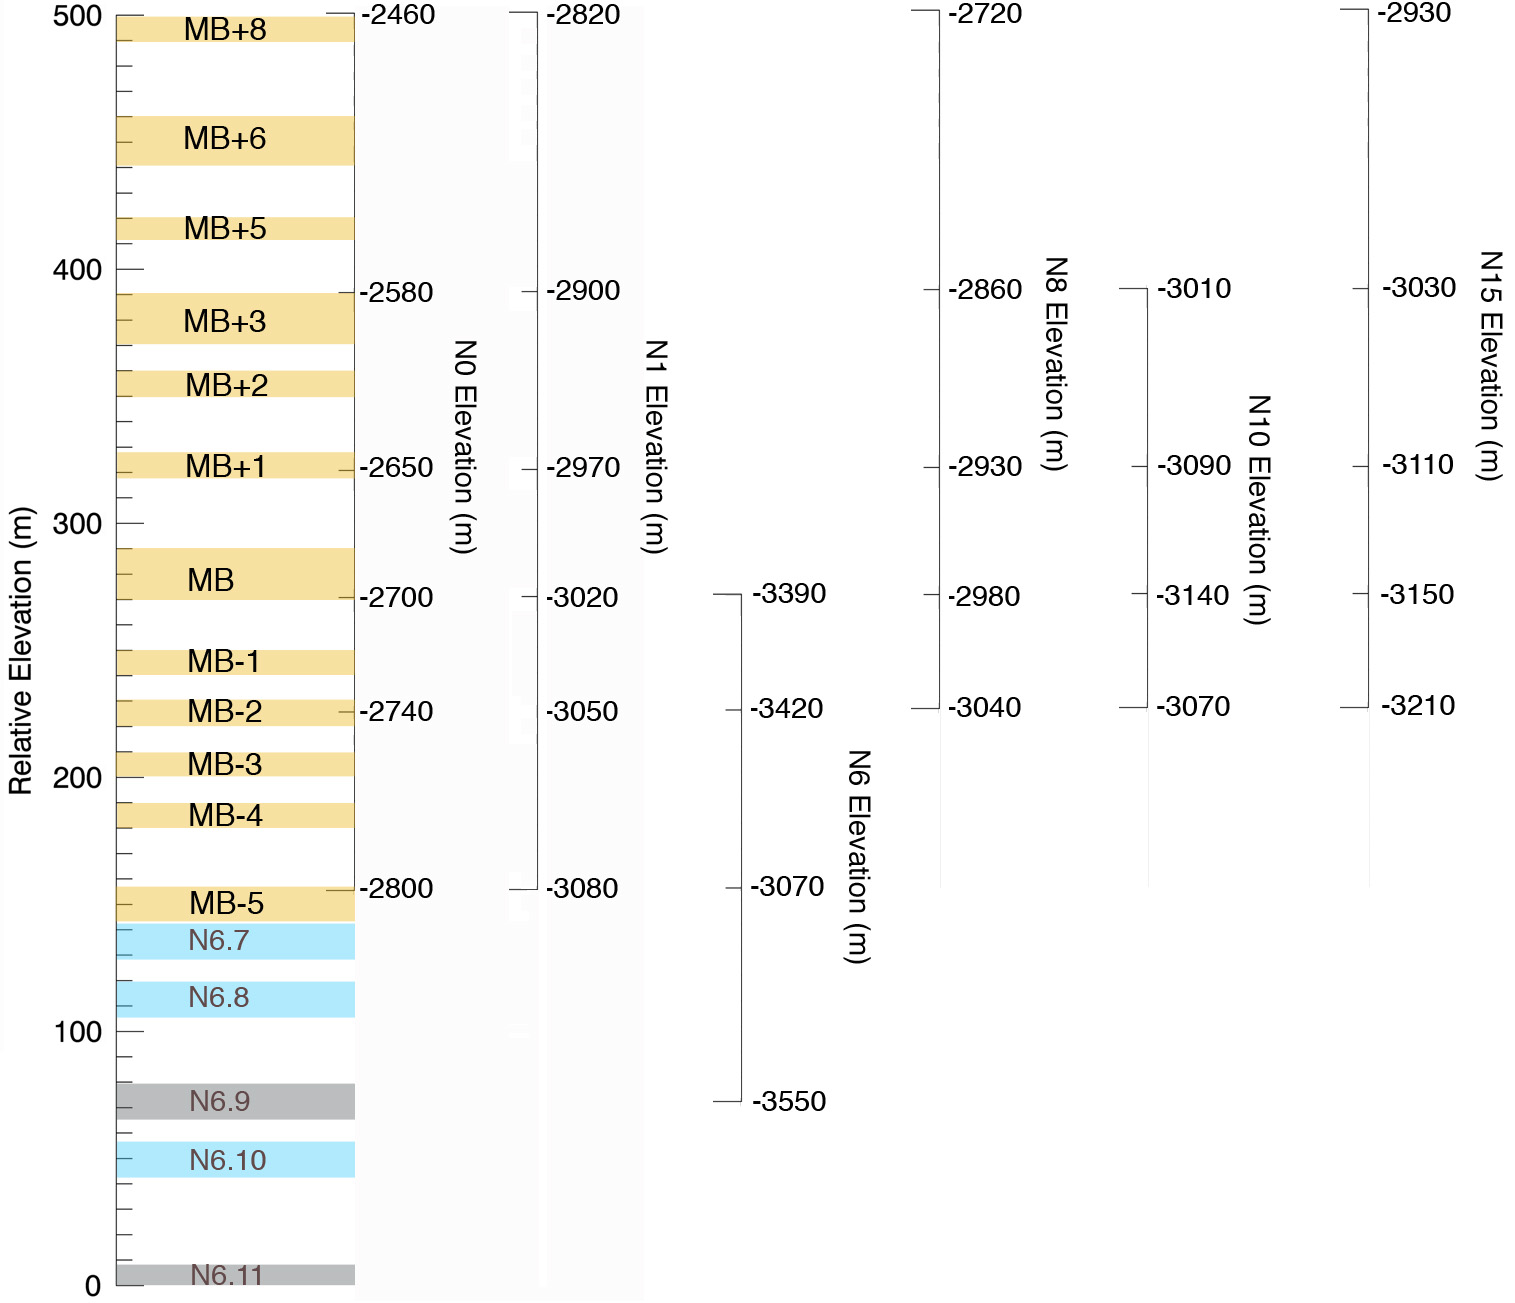 Relative Elevation (m)
500
400
300
200
100
0
MB+8
MB+6
MB+5
MB+3
MB+2
MB+1
MB
MB-1
MB-2
MB-3
MB-4
MB-5
N6.7
N6.8
N6.9
N6.10
N6.11
-2460
-2580
-2650
-2700
-2740
-2800
N0 Elevation (m)
-2820
-2900
-2970
-3020
-3050
-3080
N1 Elevation (m)
-3390
-3420
-3070
-3550
N6 Elevation (m)
-2720
-2860
-2930
-2980
-3040
N8 Elevation (m)
-3010
-3090
-3140
-3070
N10 Elevation (m)
-2930
-3030
-3110
-3150
-3210
N15 Elevation (m)